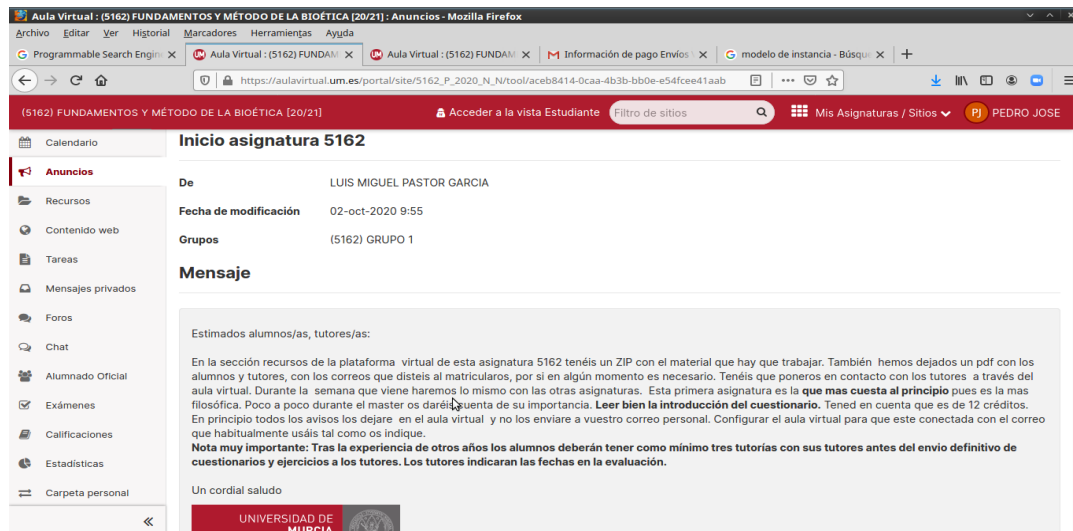 Aula Virtual : (5162) FUNDAMENTOS Y MÉTODO DE LA BIOÉTICA [20/21] : Anuncios - Mozilla Firefox
Archivo Editar Ver Historial Marcadores Herramientas Ayuda
Programmable Search Engin
Aula Virtual : (5162) FUNDAM
Aula Virtual : (5162) FUNDAM
Información de pago Envíos
modelo de instancia - Búsqu
https://aulavirtual.um.es/portal/site/5162_P_2020_N_N/tool/aceb8414-0caa-4b3b-bb0e-e54fcee41aab
(5162) FUNDAMENTOS Y MÉTODO DE LA BIOÉTICA [20/21]
Acceder a la vista Estudiante
Filtro de sitios
Mis Asignaturas / Sitios
PJ PEDRO JOSE
Calendario
Anuncios
Recursos
Contenido web
Tareas
Mensajes privados
Foros
Chat
Alumnado Oficial
Exámenes
Calificaciones
Estadísticas
Carpeta personal
«
Inicio asignatura 5162
De LUIS MIGUEL PASTOR GARCIA
Fecha de modificación 02-oct-2020 9:55
Grupos (5162) GRUPO 1
Mensaje
Estimados alumnos/as, tutores/as:
En la sección recursos de la plataforma virtual de esta asignatura 5162 tenéis un ZIP con el material que hay que trabajar. También hemos dejados un pdf con los
alumnos y tutores, con los correos que disteis al matricularos, por si en algún momento es necesario. Tenéis que poneros en contacto con los tutores a través del
aula virtual. Durante la semana que viene haremos lo mismo con las otras asignaturas. Esta primera asignatura es la que mas cuesta al principio pues es la mas
filosófica. Poco a poco durante el master os daréis cuenta de su importancia. Leer bien la introducción del cuestionario. Tened en cuenta que es de 12 créditos.
En principio todos los avisos los dejare en el aula virtual y no los enviare a vuestro correo personal. Configurar el aula virtual para que este conectada con el correo
que habitualmente usáis tal como os indique.
Nota muy importante: Tras la experiencia de otros años los alumnos deberán tener como mínimo tres tutorías con sus tutores antes del envio definitivo de
cuestionarios y ejercicios a los tutores. Los tutores indicaran las fechas en la evaluación.
Un cordial saludo
UNIVERSIDAD DE
MURCIA